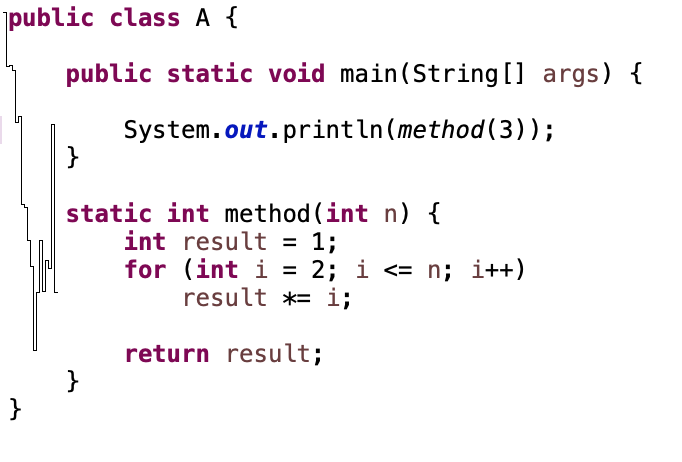 public class A {
public static void main(String[] args) {
System.out.println(method(3));
}
static int method(int n) {
int result = 1;
for (int i = 2; i <= n; i++)
result *= i;
return result;
}
}